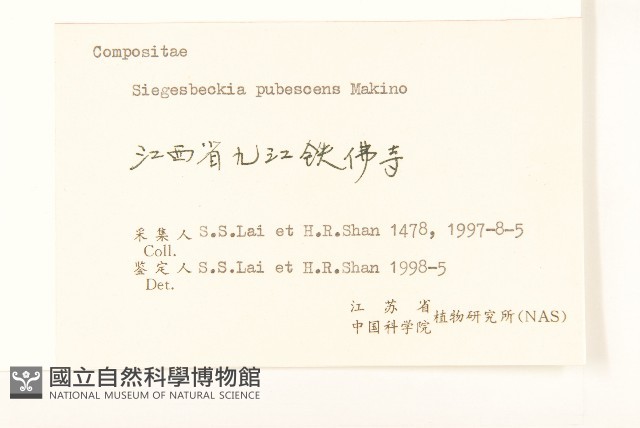 Compositae
Siegesbeckia pubescens Makino
江西省九江铁佛寺
采集人 S.S.Lai et H.R.Shan 1478, 1997-8-5
Coll.
鉴定人 S.S.Lai et H.R.Shan 1998-5
Det.
江苏省
中国科学院 植物研究所(NAS)
國立自然科學博物館
NATIONAL MUSEUM OF NATURAL SCIENCE